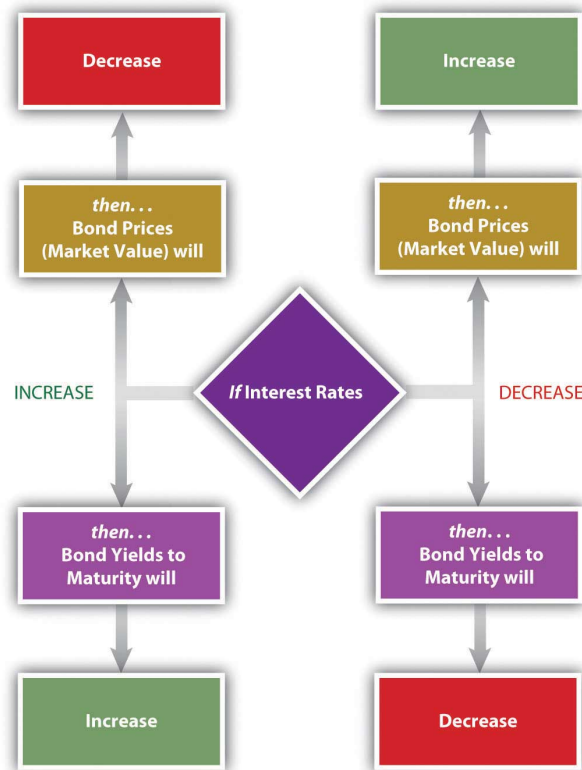 Decrease
Increase
then...
Bond Prices
(Market Value) will
then...
Bond Prices
(Market Value) will
INCREASE
If Interest Rates
DECREASE
then...
Bond Yields to
Maturity will
then...
Bond Yields to
Maturity will
Increase
Decrease